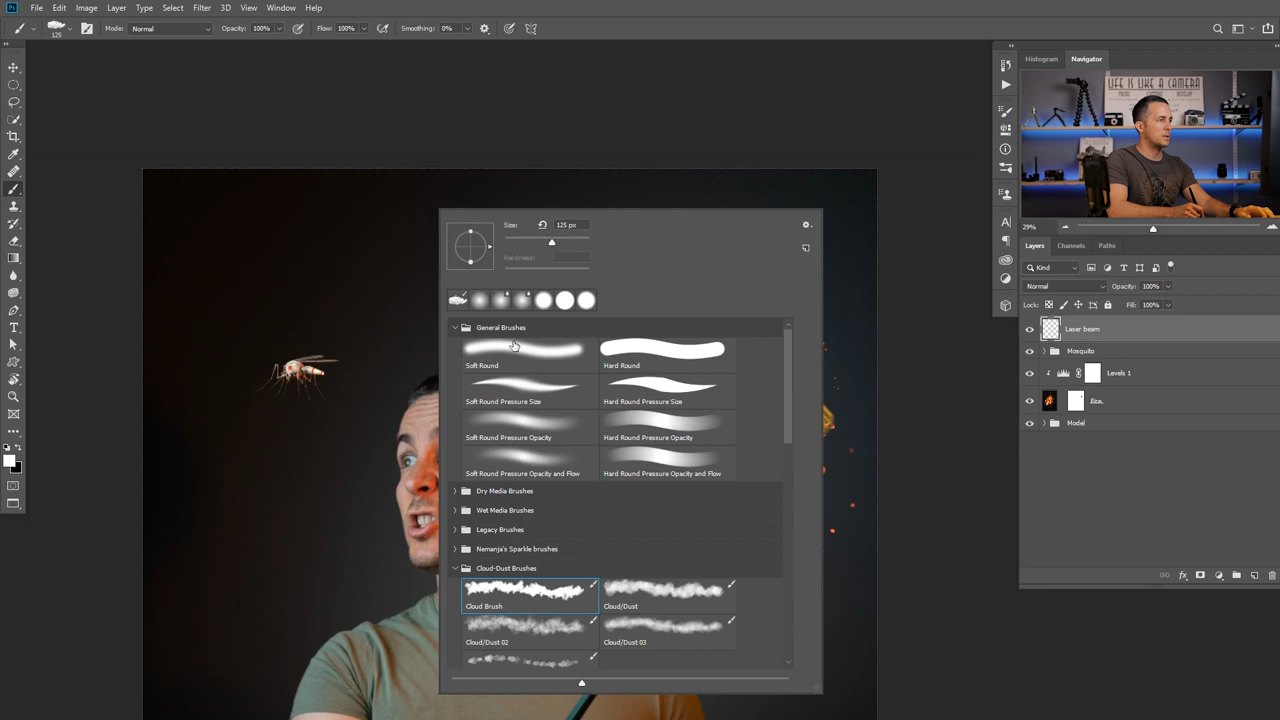 Ps File Edit Image Layer Type Select Filter 3D View Window Help
125 Mode: Normal Opacity: 100% Flow: 100% Smoothing: 0%
Histogram Navigator
LIFE IS LIKE A CAMERA
29%
Size: 125 px
Hardness:
General Brushes
Soft Round Hard Round
Soft Round Pressure Size Hard Round Pressure Size
Soft Round Pressure Opacity Hard Round Pressure Opacity
Soft Round Pressure Opacity and Flow Hard Round Pressure Opacity and Flow
Dry Media Brushes
Wet Media Brushes
Legacy Brushes
Nemanja's Sparkle brushes
Cloud-Dust Brushes
Cloud Brush Cloud/Dust
Cloud/Dust 02 Cloud/Dust 03
Layers Channels Paths
Kind
Normal Opacity: 100%
Lock: Fill: 100%
Laser beam
Mosquito
Levels 1
Model